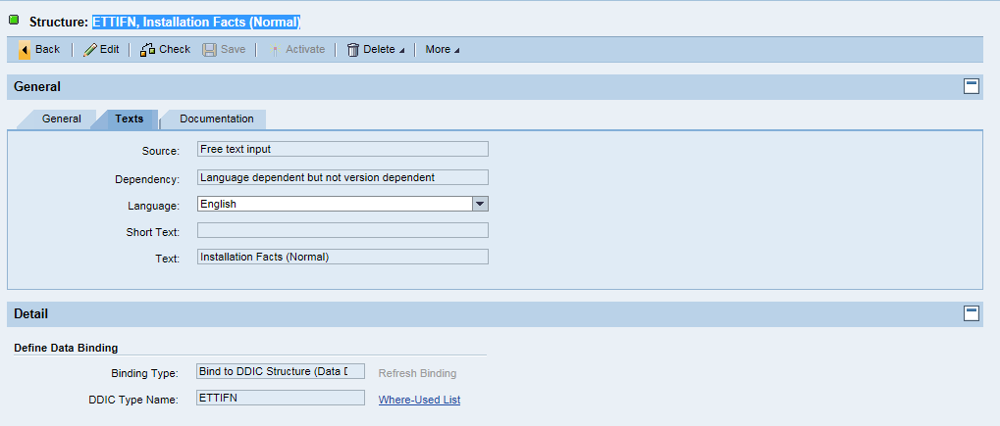 Structure: ETTIFN, Installation Facts (Normal)
Back Edit Check Save Activate Delete More
General
General Texts Documentation
Source: Free text input
Dependency: Language dependent but not version dependent
Language: English
Short Text:
Text: Installation Facts (Normal)
Detail
Define Data Binding
Binding Type: Bind to DDIC Structure (Data D Refresh Binding
DDIC Type Name: ETTIFN Where-Used List